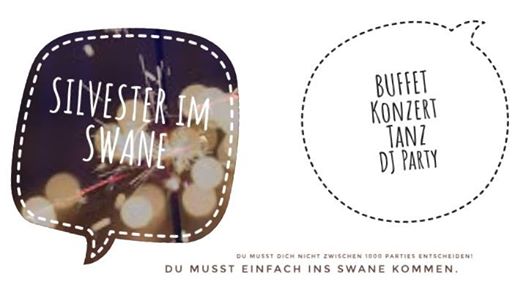 SILVESTER IM
SWANE
BUFFET
KONZERT
TANZ
DJ PARTY
DU MUSST DICH NICHT ZWISCHEN 1000 PARTIES ENTSCHEIDEN!
DU MUSST EINFACH INS SWANE KOMMEN.